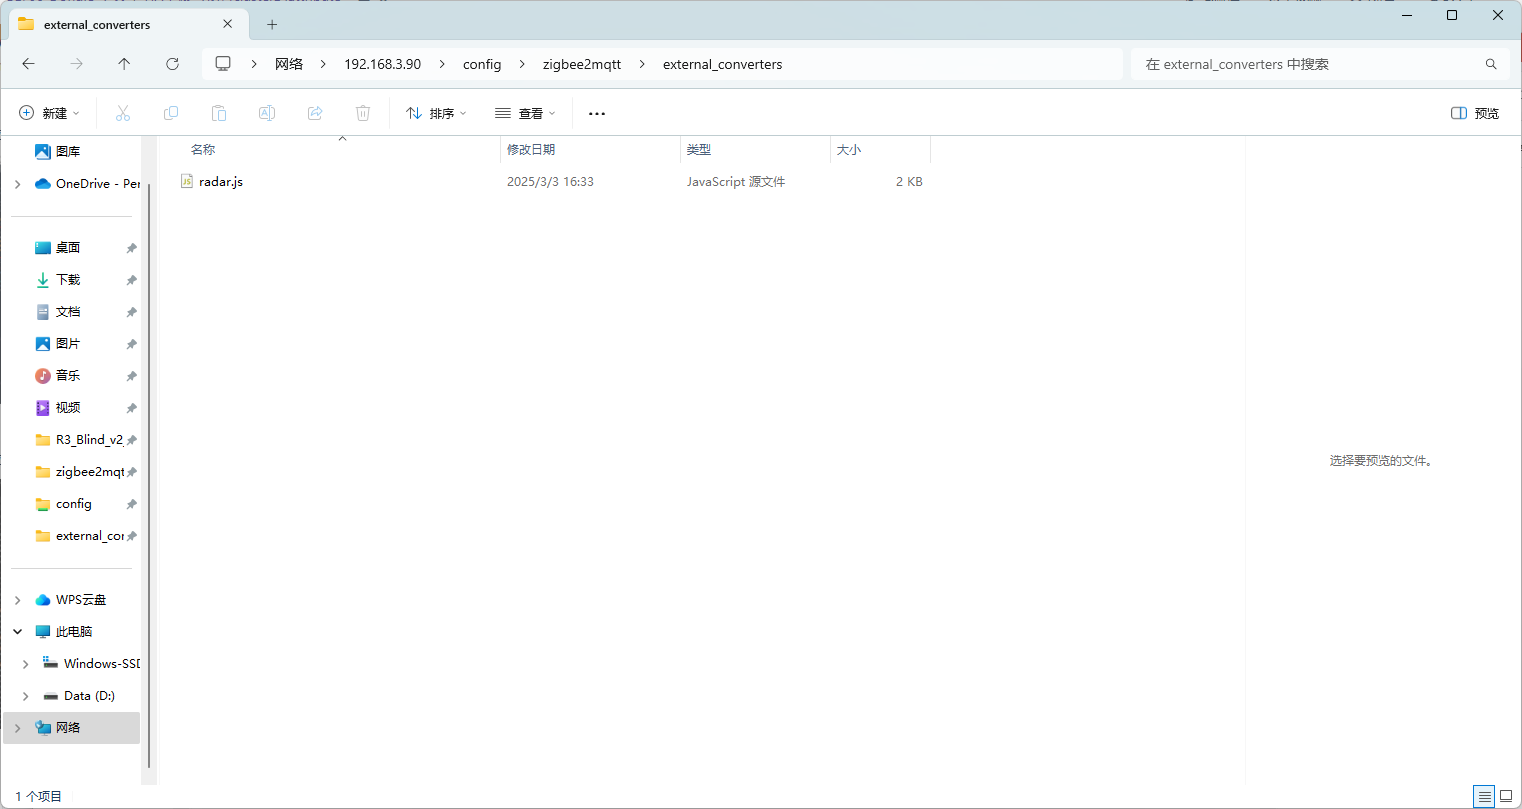 external_converters
网络 192.168.3.90 config zigbee2mqtt external_converters
在 external_converters 中搜索
新建 排序 查看 预览
名称 修改日期 类型 大小
radar.js 2025/3/3 16:33 JavaScript 源文件 2 KB
图库
OneDrive - Per
桌面
下载
文档
图片
音乐
视频
R3_Blind_v2_
zigbee2mqt
config
external_con
WPS云盘
此电脑
Windows-SSD
Data (D:)
网络
选择要预览的文件。
1 个项目